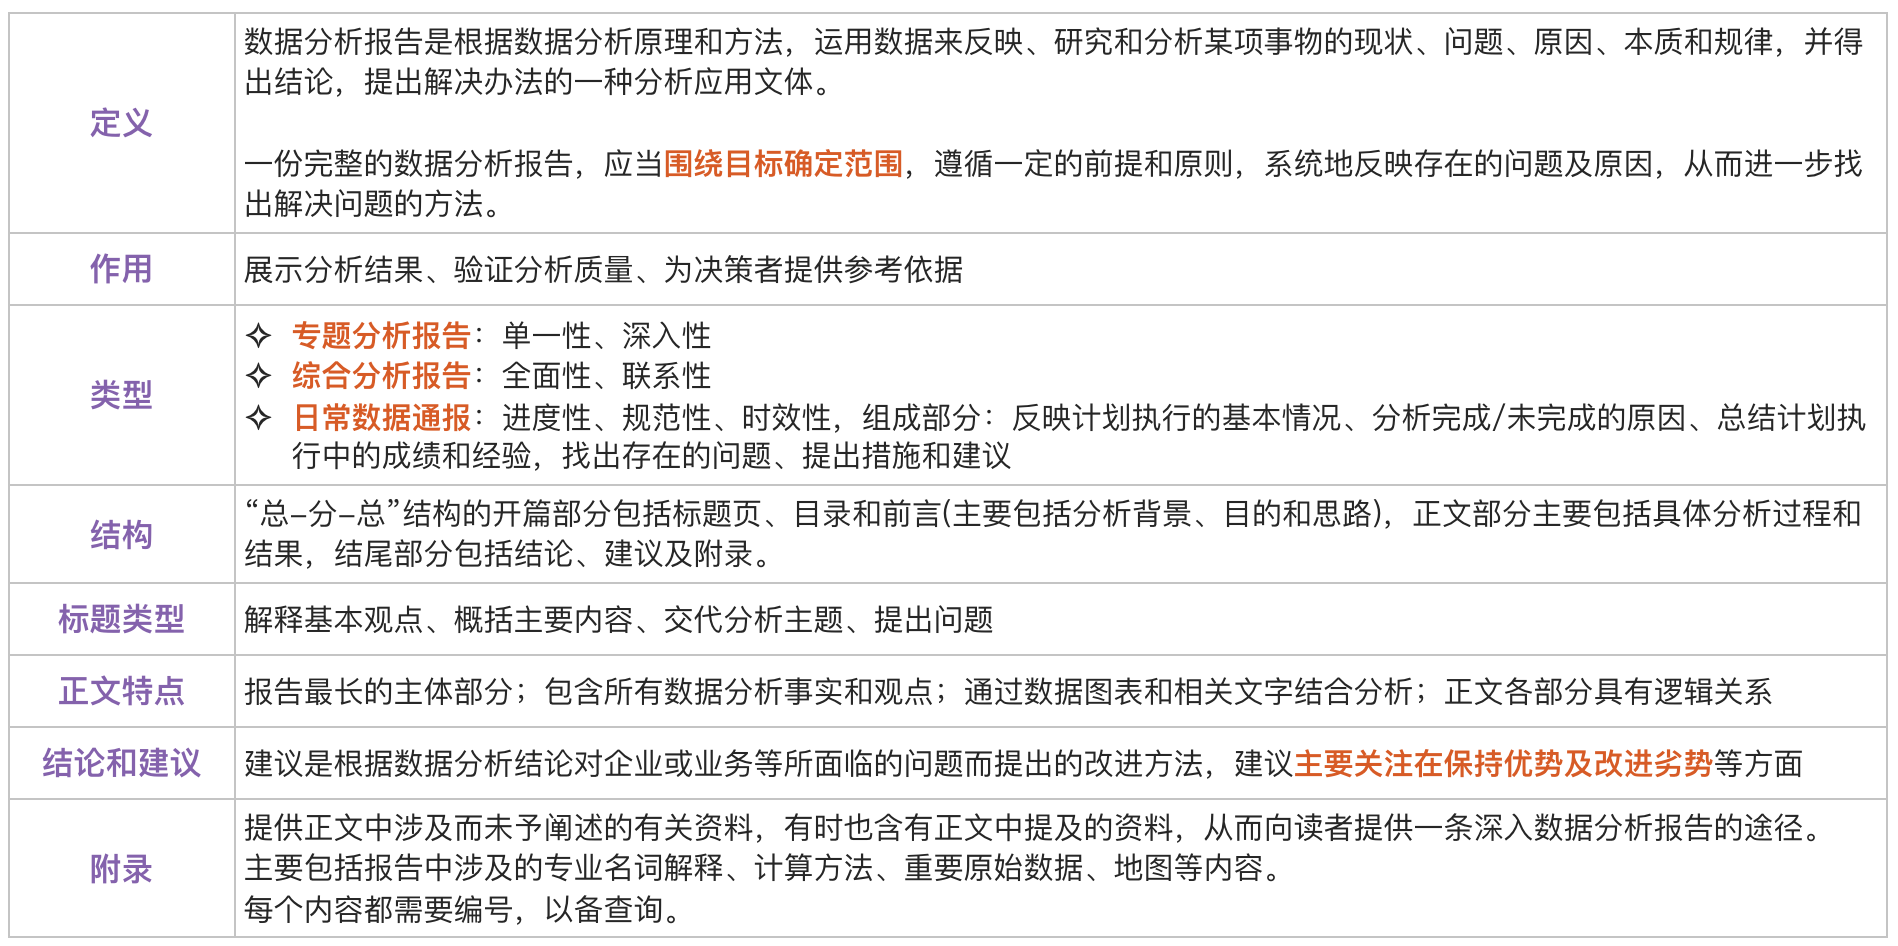 定义
数据分析报告是根据数据分析原理和方法，运用数据来反映、研究和分析某项事物的现状、问题、原因、本质和规律，并得
出结论，提出解决办法的一种分析应用文体。
一份完整的数据分析报告，应当围绕目标确定范围，遵循一定的前提和原则，系统地反映存在的问题及原因，从而进一步找
出解决问题的方法。
作用
展示分析结果、验证分析质量、为决策者提供参考依据
类型
✧ 专题分析报告：单一性、深入性
✧ 综合分析报告：全面性、联系性
✧ 日常数据通报：进度性、规范性、时效性，组成部分：反映计划执行的基本情况、分析完成/未完成的原因、总结计划执
行中的成绩和经验，找出存在的问题、提出措施和建议
结构
“总–分–总”结构的开篇部分包括标题页、目录和前言(主要包括分析背景、目的和思路)，正文部分主要包括具体分析过程和
结果，结尾部分包括结论、建议及附录。
标题类型
解释基本观点、概括主要内容、交代分析主题、提出问题
正文特点
报告最长的主体部分；包含所有数据分析事实和观点；通过数据图表和相关文字结合分析；正文各部分具有逻辑关系
结论和建议
建议是根据数据分析结论对企业或业务等所面临的问题而提出的改进方法，建议主要关注在保持优势及改进劣势等方面
附录
提供正文中涉及而未予阐述的有关资料，有时也含有正文中提及的资料，从而向读者提供一条深入数据分析报告的途径。
主要包括报告中涉及的专业名词解释、计算方法、重要原始数据、地图等内容。
每个内容都需要编号，以备查询。